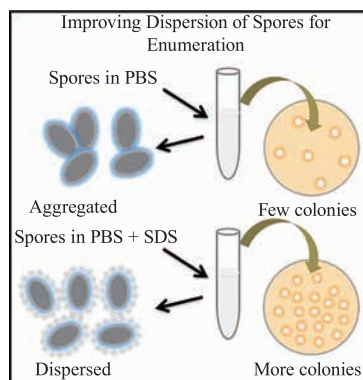 Improving Dispersion of Spores for
Enumeration
Spores in PBS
Aggregated
Few colonies
Spores in PBS + SDS
Dispersed
More colonies